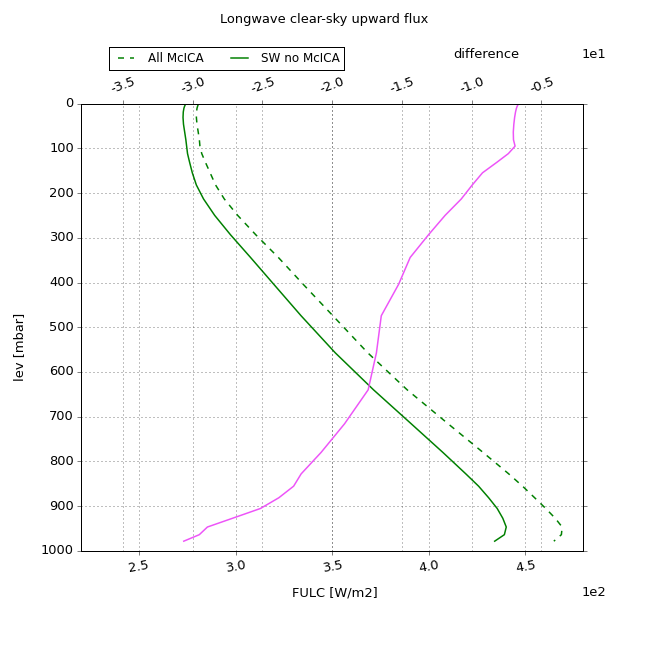 Longwave clear-sky upward flux
All McICA
SW no McICA
difference
1e1
-3.5 -3.0 -2.5 -2.0 -1.5 -1.0 -0.5
0
100
200
300
400
500
600
700
800
900
1000
lev [mbar]
2.5 3.0 3.5 4.0 4.5
FULC [W/m2]
1e2